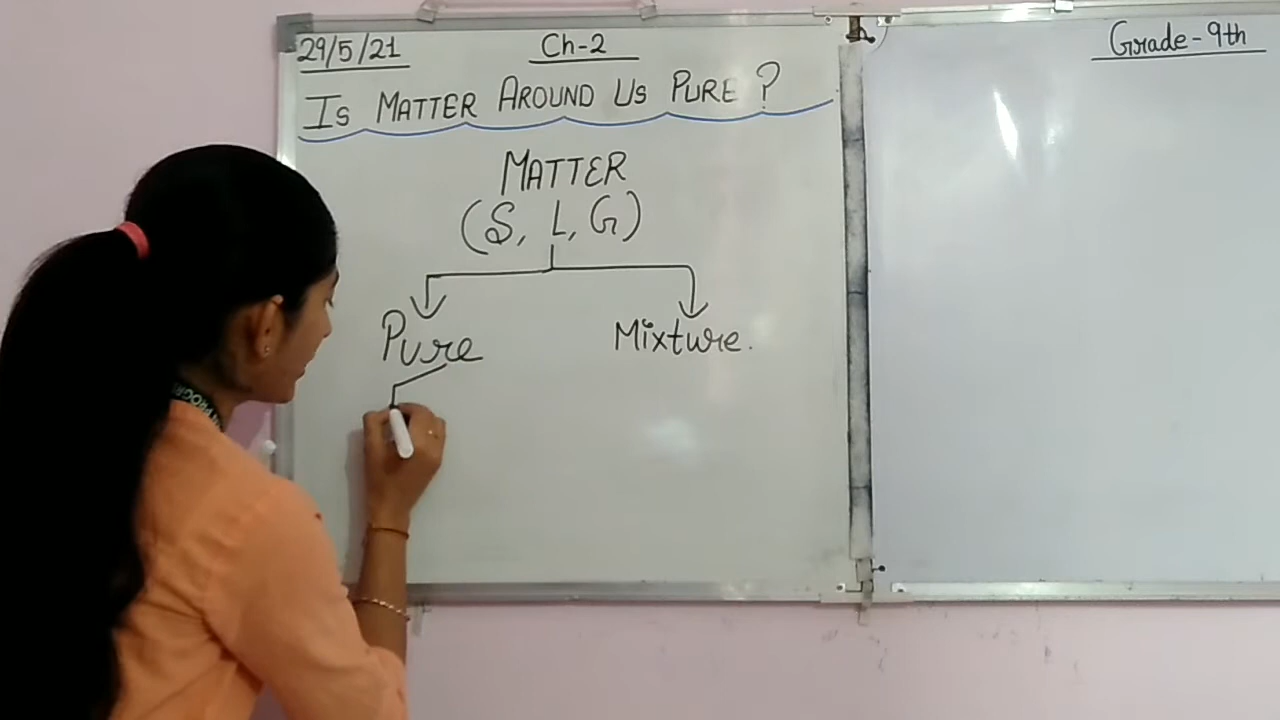 29/5/21
Ch-2
Grade-9th
Is MATTER AROUND Us PURE ?
MATTER
(S, L, G)
Pure
Mixture.